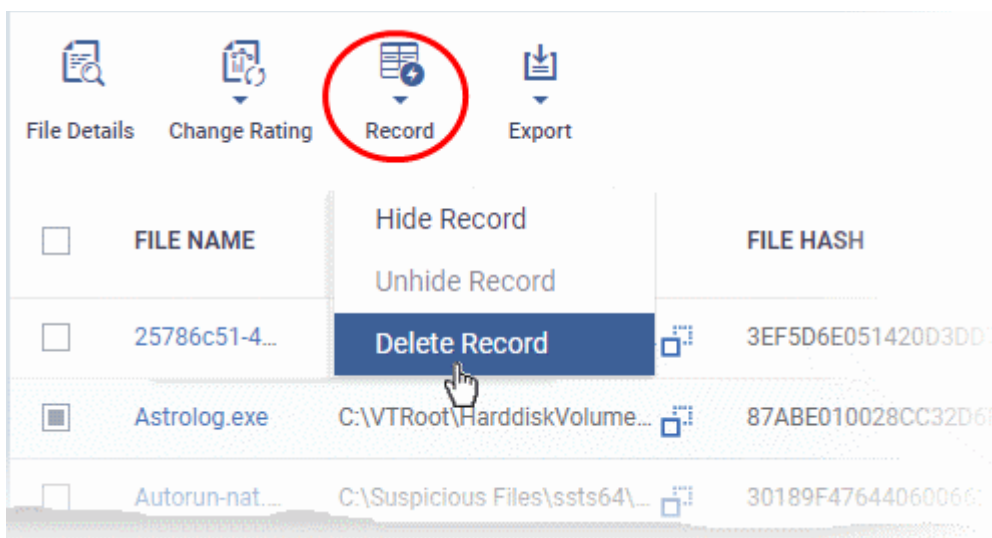 File Details Change Rating Record Export
Hide Record
FILE NAME FILE HASH
Unhide Record
25786c51-4... Delete Record 3EF5D6E051420D3DD
Astrolog.exe C:\VTRoot\HarddiskVolume... 87ABE010028CC32D6
Autorun-nat.... C:\Suspicious Files\ssts64\... 30189F47644060066